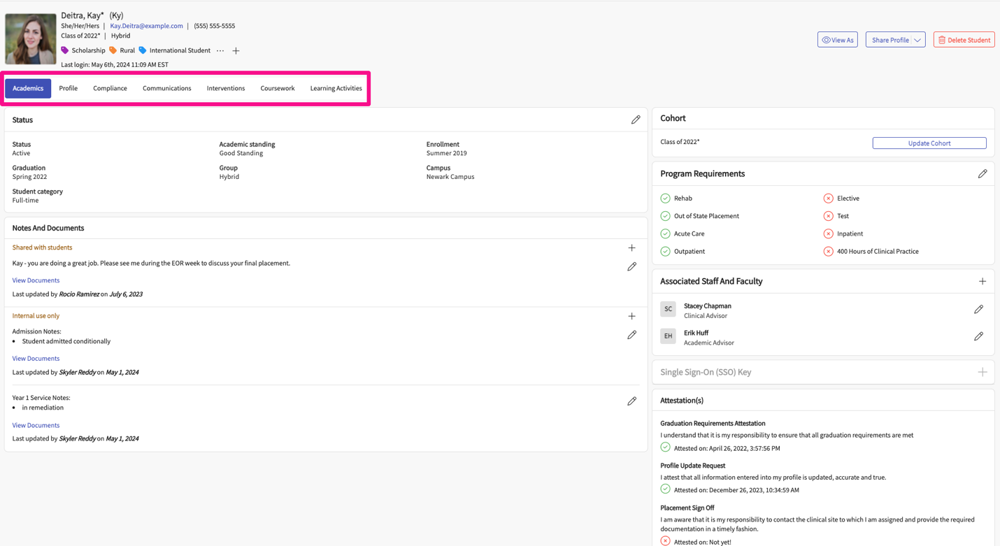 Deitra, Kay* (Ky)
She/Her/Hers | Kay.Deitra@example.com | (555) 555-5555
Class of 2022* | Hybrid
Scholarship Rural International Student ... +
Last login: May 6th, 2024 11:09 AM EST
View As Share Profile Delete Student
Academics Profile Compliance Communications Interventions Coursework Learning Activities
Status
Status Academic standing Enrollment
Active Good Standing Summer 2019
Graduation Group Campus
Spring 2022 Hybrid Newark Campus
Student category
Full-time
Notes And Documents
Shared with students
Kay - you are doing a great job. Please see me during the EOR week to discuss your final placement.
View Documents
Last updated by Rocio Ramirez on July 6, 2023
Internal use only
Admission Notes:
• Student admitted conditionally
View Documents
Last updated by Skyler Reddy on May 1, 2024
Year 1 Service Notes:
• in remediation
View Documents
Last updated by Skyler Reddy on May 1, 2024
Cohort
Class of 2022* Update Cohort
Program Requirements
Rehab Elective
Out of State Placement Test
Acute Care Inpatient
Outpatient 400 Hours of Clinical Practice
Associated Staff And Faculty
SC Stacey Chapman
Clinical Advisor
EH Erik Huff
Academic Advisor
Single Sign-On (SSO) Key
Attestation(s)
Graduation Requirements Attestation
I understand that it is my responsibility to ensure that all graduation requirements are met
Attested on: April 26, 2022, 3:57:56 PM
Profile Update Request
I attest that all information entered into my profile is updated, accurate and true.
Attested on: December 26, 2023, 10:34:59 AM
Placement Sign Off
I am aware that it is my responsibility to contact the clinical site to which I am assigned and provide the required
documentation in a timely fashion.
Attested on: Not yet!